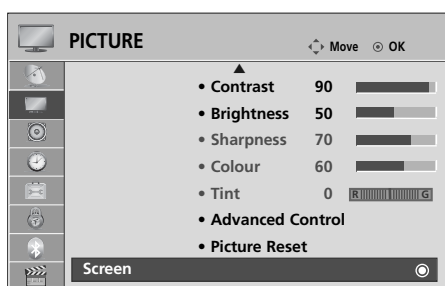 PICTURE Move OK
• Contrast 90
• Brightness 50
• Sharpness 70
• Colour 60
• Tint 0 R G
• Advanced Control
• Picture Reset
Screen